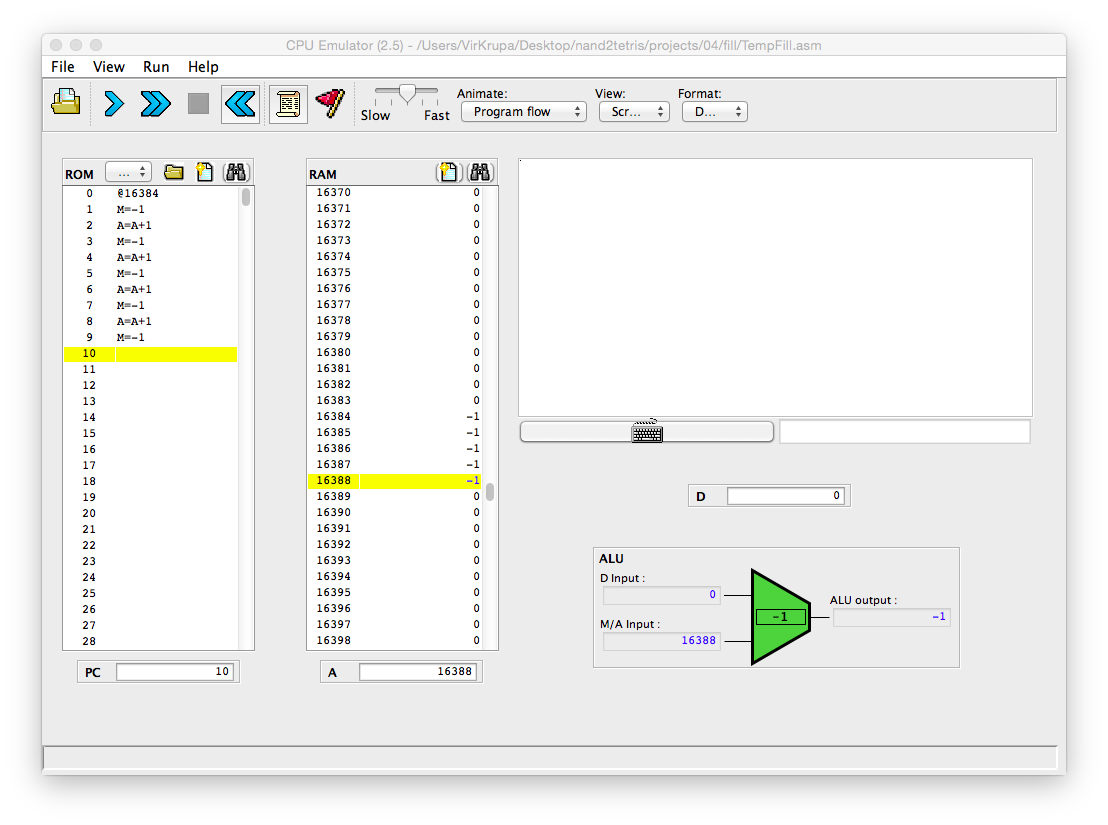 CPU Emulator (2.5) - /Users/VirKrupa/Desktop/nand2tetris/projects/04/fill/TempFill.asm
File View Run Help
Slow Fast
Animate: Program flow
View: Scr...
Format: D...
ROM ...
0 @16384
1 M=-1
2 A=A+1
3 M=-1
4 A=A+1
5 M=-1
6 A=A+1
7 M=-1
8 A=A+1
9 M=-1
10
11
12
13
14
15
16
17
18
19
20
21
22
23
24
25
26
27
28
PC 10
RAM
16370 0
16371 0
16372 0
16373 0
16374 0
16375 0
16376 0
16377 0
16378 0
16379 0
16380 0
16381 0
16382 0
16383 0
16384 -1
16385 -1
16386 -1
16387 -1
16388 -1
16389 0
16390 0
16391 0
16392 0
16393 0
16394 0
16395 0
16396 0
16397 0
16398 0
A 16388
D 0
ALU
D Input :
0
M/A Input :
16388
-1
ALU output :
-1